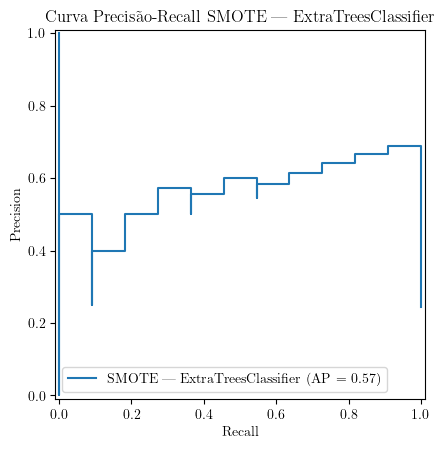 Curva Precisão-Recall SMOTE — ExtraTreesClassifier
1.0
0.8
0.6
0.4
0.2
0.0
Precision
SMOTE — ExtraTreesClassifier (AP = 0.57)
0.0 0.2 0.4 0.6 0.8 1.0
Recall